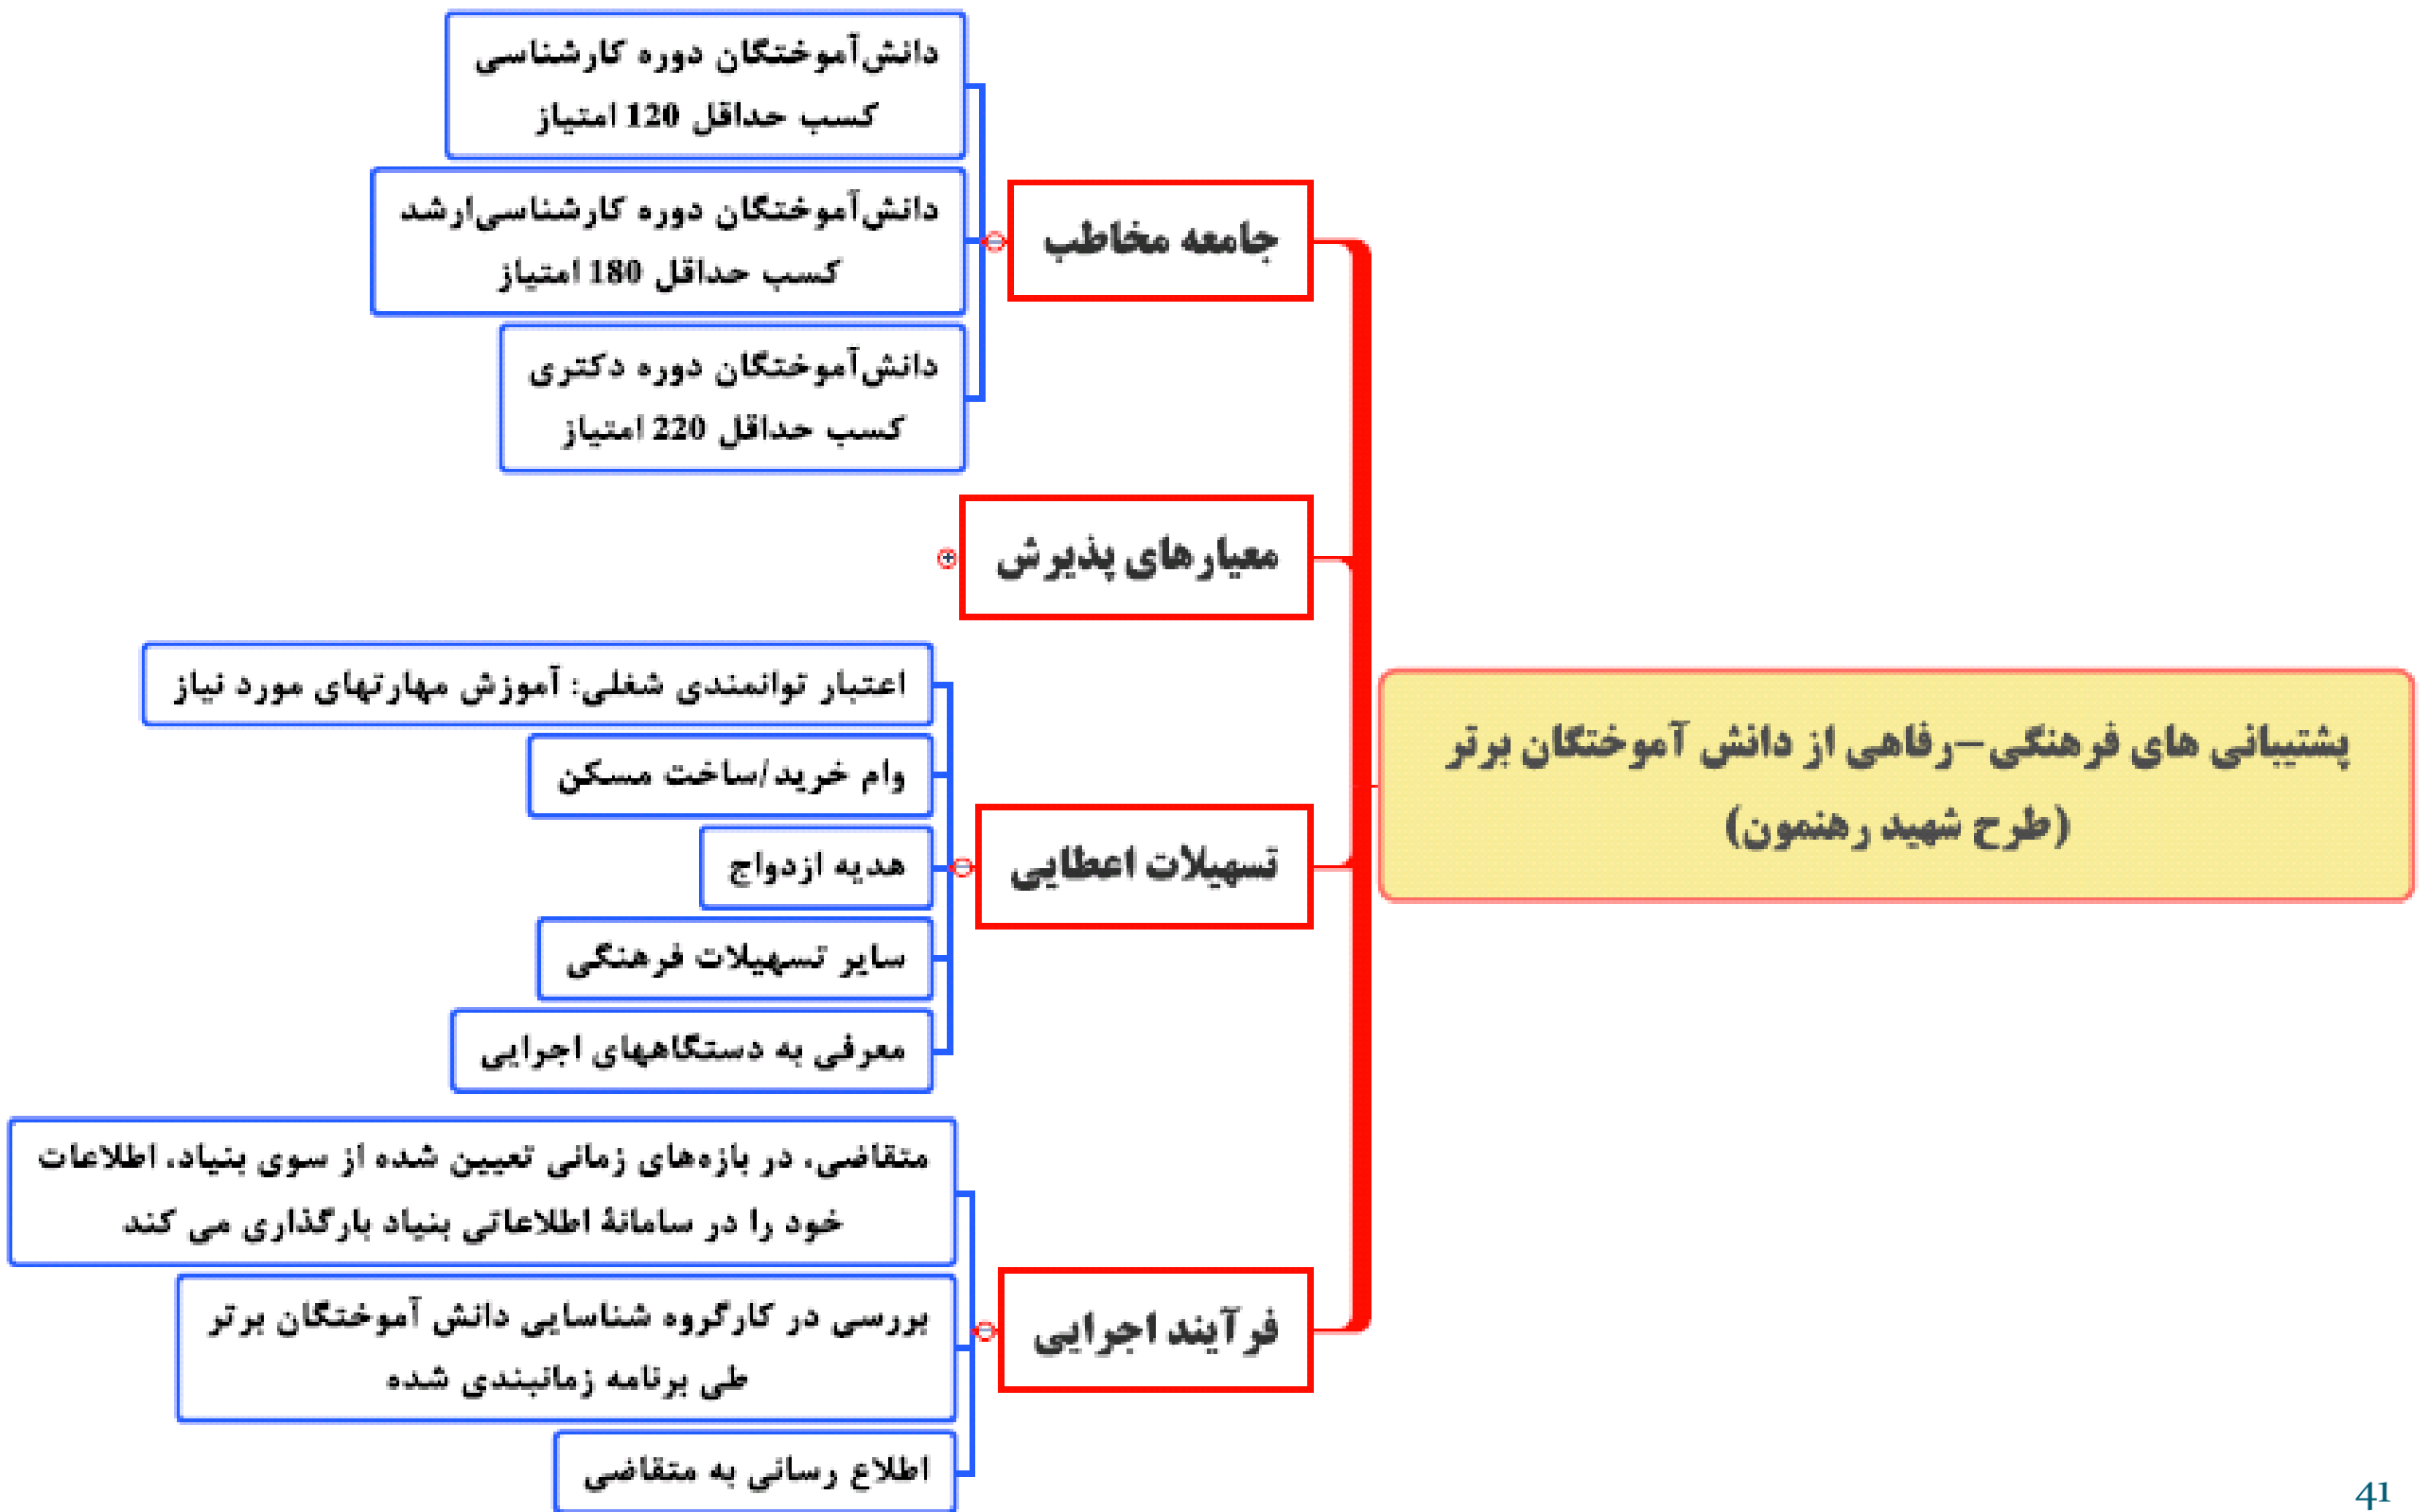 پشتیبانی های فرهنگی–رفاهی از دانش آموختگان برتر
(طرح شهید رهنمون)
جامعه مخاطب
دانش‌آموختگان دوره کارشناسی
کسب حداقل 120 امتیاز
دانش‌آموختگان دوره کارشناسی‌ارشد
کسب حداقل 180 امتیاز
دانش‌آموختگان دوره دکتری
کسب حداقل 220 امتیاز
معیارهای پذیرش
تسهیلات اعطایی
اعتبار توانمندی شغلی: آموزش مهارتهای مورد نیاز
وام خرید/ساخت مسکن
هدیه ازدواج
سایر تسهیلات فرهنگی
معرفی به دستگاههای اجرایی
فرآیند اجرایی
متقاضی، در بازه‌های زمانی تعیین شده از سوی بنیاد، اطلاعات
خود را در سامانۀ اطلاعاتی بنیاد بارگذاری می کند
بررسی در کارگروه شناسایی دانش آموختگان برتر
طی برنامه زمانبندی شده
اطلاع رسانی به متقاضی
41